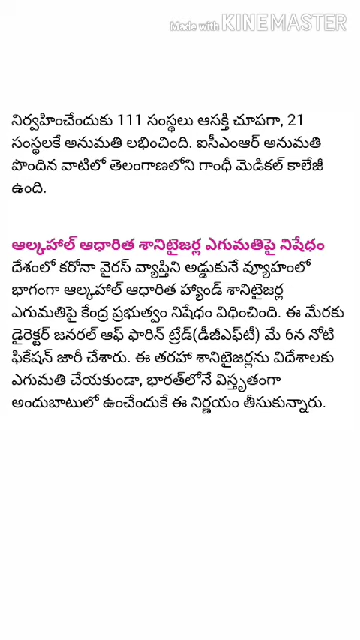 Made with KINEMASTER
నిర్వహించేందుకు 111 సంస్థలు ఆసక్తి చూపగా, 21
సంస్థలకే అనుమతి లభించింది. ఐసీఎంఆర్ అనుమతి
పొందిన వాటిలో తెలంగాణలోని గాంధీ మెడికల్ కాలేజీ
ఉంది.
ఆల్కహాల్ ఆధారిత శానిటైజర్ల ఎగుమతిపై నిషేధం
దేశంలో కరోనా వైరస్ వ్యాప్తిని అడ్డుకునే వ్యూహంలో
భాగంగా ఆల్కహాల్ ఆధారిత హ్యాండ్ శానిటైజర్ల
ఎగుమతిపై కేంద్ర ప్రభుత్వం నిషేధం విధించింది. ఈ మేరకు
డైరెక్టర్ జనరల్ ఆఫ్ ఫారిన్ ట్రేడ్(డీజీఎఫ్‌టీ) మే 6న నోటి
ఫికేషన్ జారీ చేశారు. ఈ తరహా శానిటైజర్లను విదేశాలకు
ఎగుమతి చేయకుండా, భారత్‌లోనే విస్తృతంగా
అందుబాటులో ఉంచేందుకే ఈ నిర్ణయం తీసుకున్నారు.